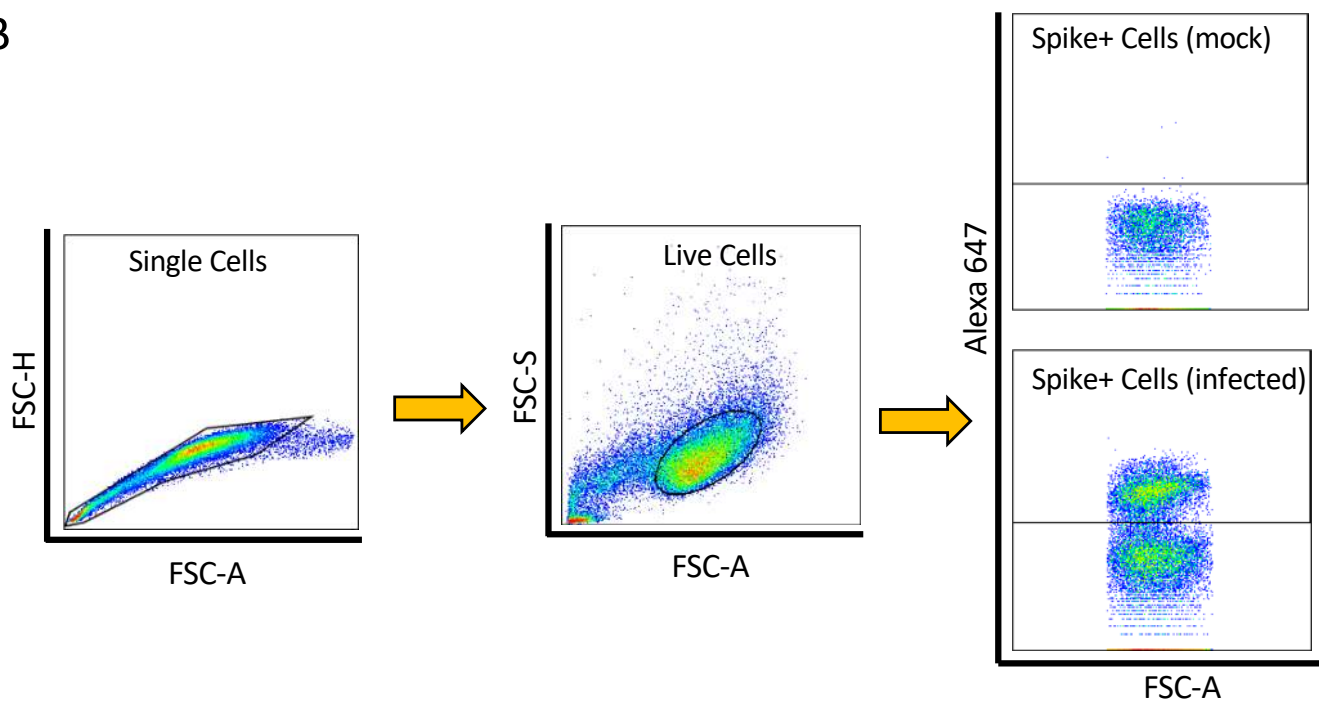 B
Single Cells
FSC-H
FSC-A
Live Cells
FSC-S
FSC-A
Spike+ Cells (mock)
Alexa 647
Spike+ Cells (infected)
FSC-A